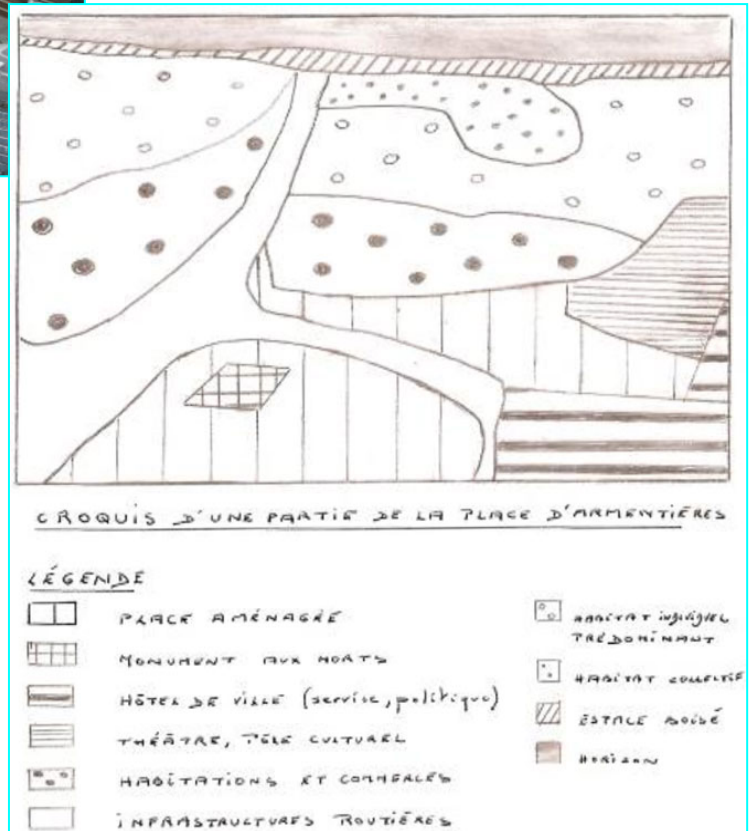 CROQUIS D'UNE PARTIE DE LA PLACE D'ARMENTIÈRES
LÉGENDE
PLACE AMÉNAGÉE
MONUMENT AUX MORTS
HÔTEL DE VILLE (service, politique)
THÉÂTRE, PÔLE CULTUREL
HABITATIONS ET COMMERCES
INFRASTRUCTURES ROUTIÈRES
HABITAT individuel
PRÉDOMINANT
HABITAT COLLECTIF
ESPACE BOISÉ
HORIZON